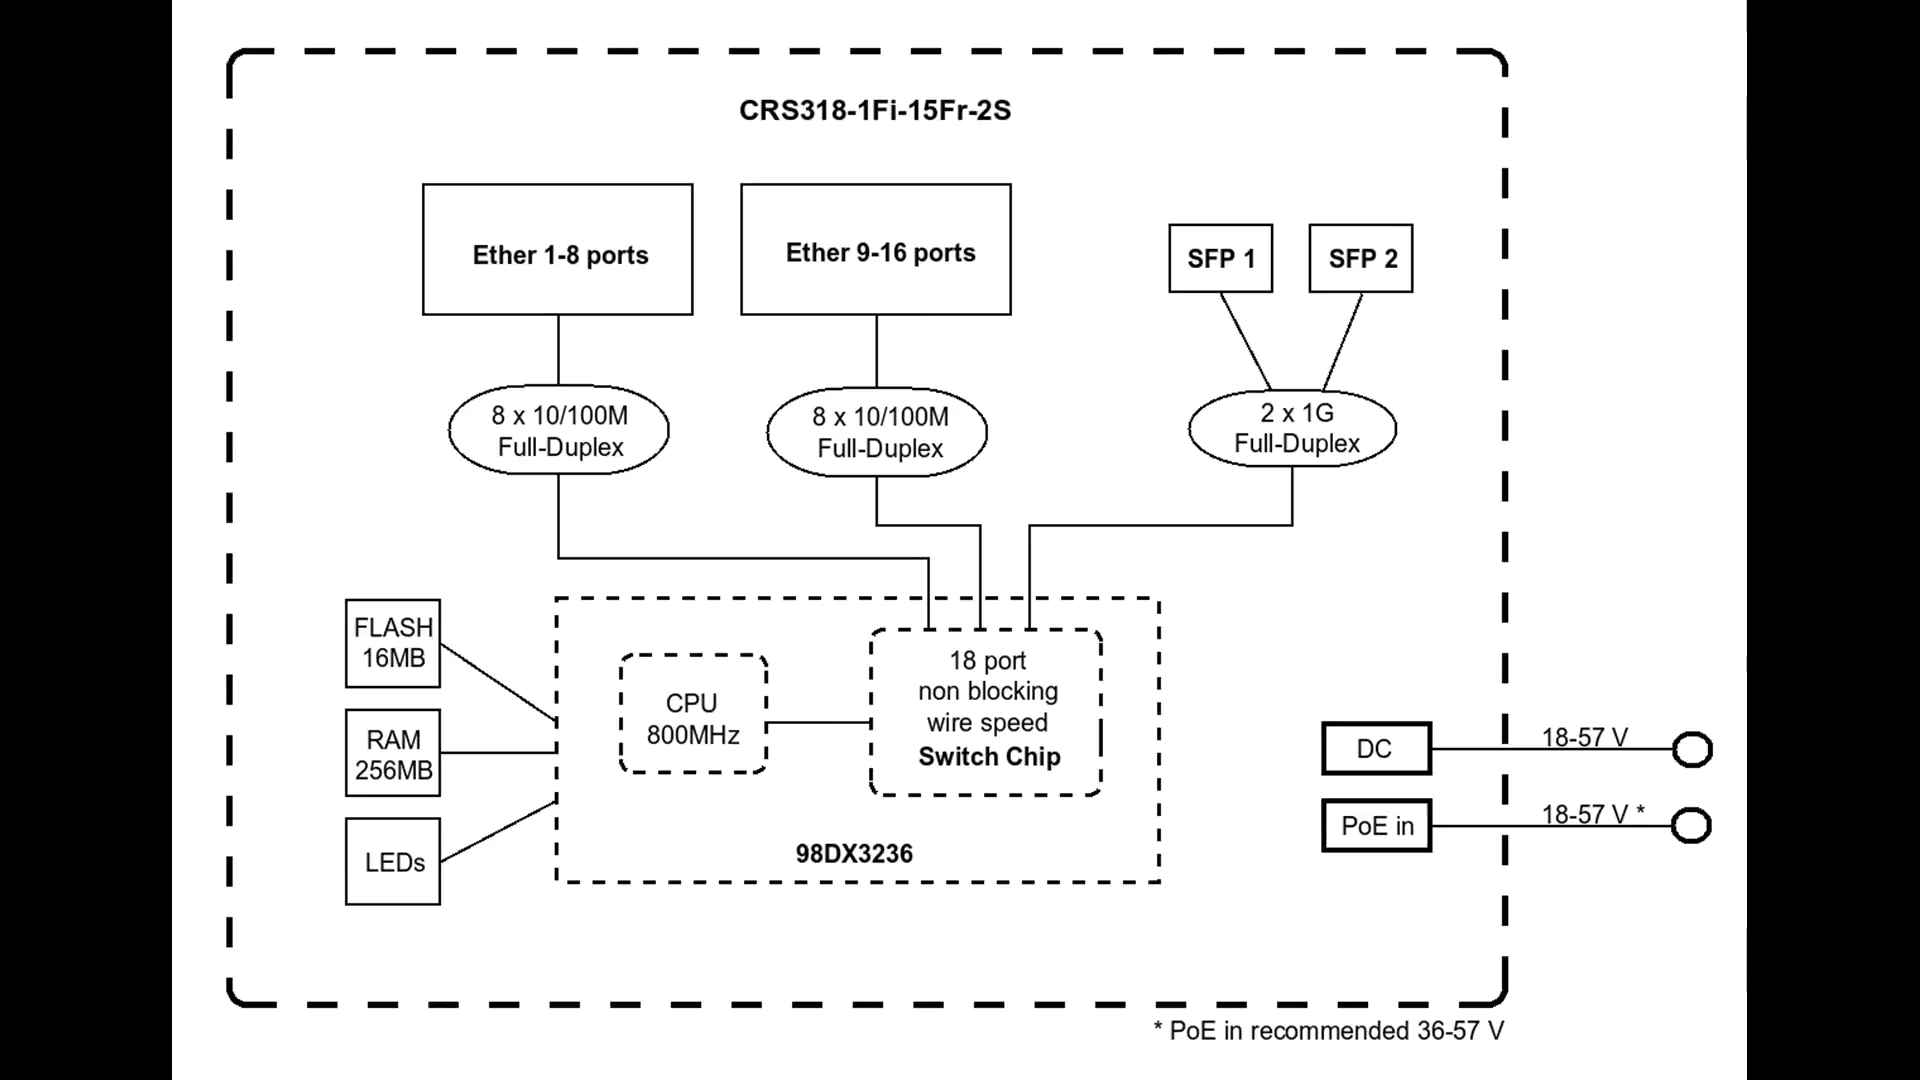 CRS318-1Fi-15Fr-2S
Ether 1-8 ports
Ether 9-16 ports
SFP 1
SFP 2
8 x 10/100M
Full-Duplex
8 x 10/100M
Full-Duplex
2 x 1G
Full-Duplex
FLASH
16MB
RAM
256MB
LEDs
CPU
800MHz
18 port
non blocking
wire speed
Switch Chip
98DX3236
DC
18-57 V
PoE in
18-57 V *
* PoE in recommended 36-57 V